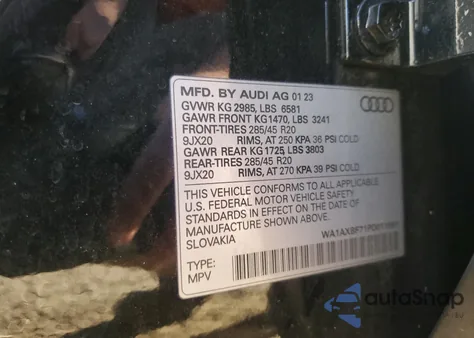 MFD. BY AUDI AG 01 23
GVWR KG 2985, LBS 6581
GAWR FRONT KG1470, LBS 3241
FRONT-TIRES 285/45 R20
9JX20 RIMS, AT 250 KPA 36 PSI COLD
GAWR REAR KG 1725, LBS 3803
REAR-TIRES 285/45 R20
9JX20 RIMS, AT 270 KPA 39 PSI COLD
THIS VEHICLE CONFORMS TO ALL APPLICABLE
U.S. FEDERAL MOTOR VEHICLE SAFETY
STANDARDS IN EFFECT ON THE DATE OF
MANUFACTURE SHOWN ABOVE.
SLOVAKIA
TYPE:
MPV
autoSnap